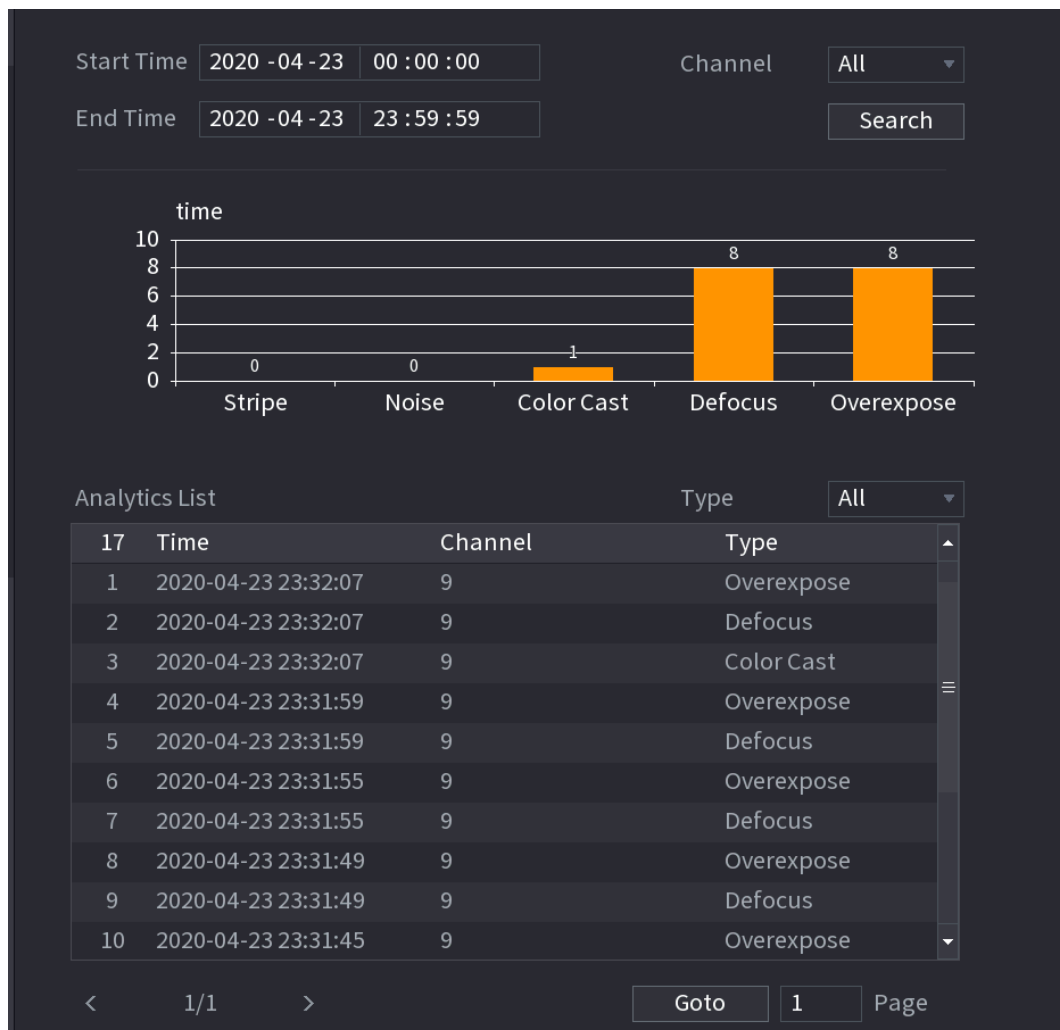 Start Time 2020 -04 -23 00 : 00 : 00 Channel All
End Time 2020 -04 -23 23 : 59 : 59 Search
time
10
8 8 8
6
4
2 1
0 0 0
Stripe Noise Color Cast Defocus Overexpose
Analytics List Type All
17 Time Channel Type
1 2020-04-23 23:32:07 9 Overexpose
2 2020-04-23 23:32:07 9 Defocus
3 2020-04-23 23:32:07 9 Color Cast
4 2020-04-23 23:31:59 9 Overexpose
5 2020-04-23 23:31:59 9 Defocus
6 2020-04-23 23:31:55 9 Overexpose
7 2020-04-23 23:31:55 9 Defocus
8 2020-04-23 23:31:49 9 Overexpose
9 2020-04-23 23:31:49 9 Defocus
10 2020-04-23 23:31:45 9 Overexpose
< 1/1 > Goto 1 Page